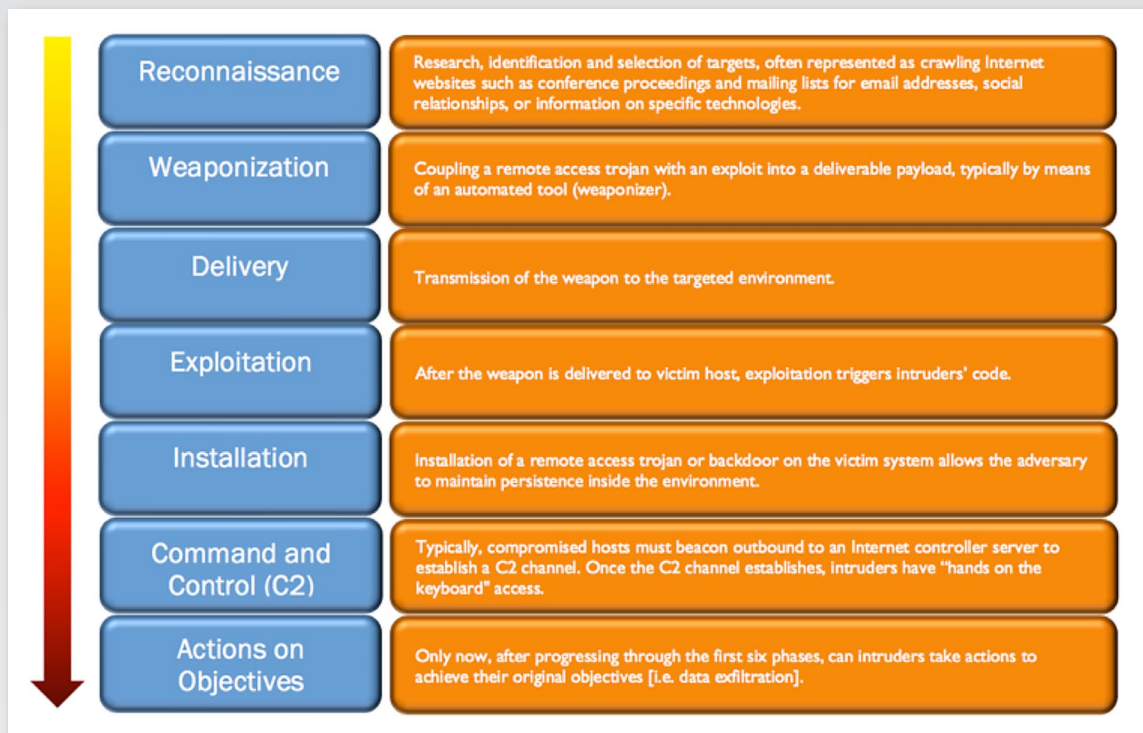 Reconnaissance
Research, identification and selection of targets, often represented as crawling Internet
websites such as conference proceedings and mailing lists for email addresses, social
relationships, or information on specific technologies.
Weaponization
Coupling a remote access trojan with an exploit into a deliverable payload, typically by means
of an automated tool (weaponizer).
Delivery
Transmission of the weapon to the targeted environment.
Exploitation
After the weapon is delivered to victim host, exploitation triggers intruders' code.
Installation
Installation of a remote access trojan or backdoor on the victim system allows the adversary
to maintain persistence inside the environment.
Command and
Control (C2)
Typically, compromised hosts must beacon outbound to an Internet controller server to
establish a C2 channel. Once the C2 channel establishes, intruders have "hands on the
keyboard" access.
Actions on
Objectives
Only now, after progressing through the first six phases, can intruders take actions to
achieve their original objectives [i.e. data exfiltration].